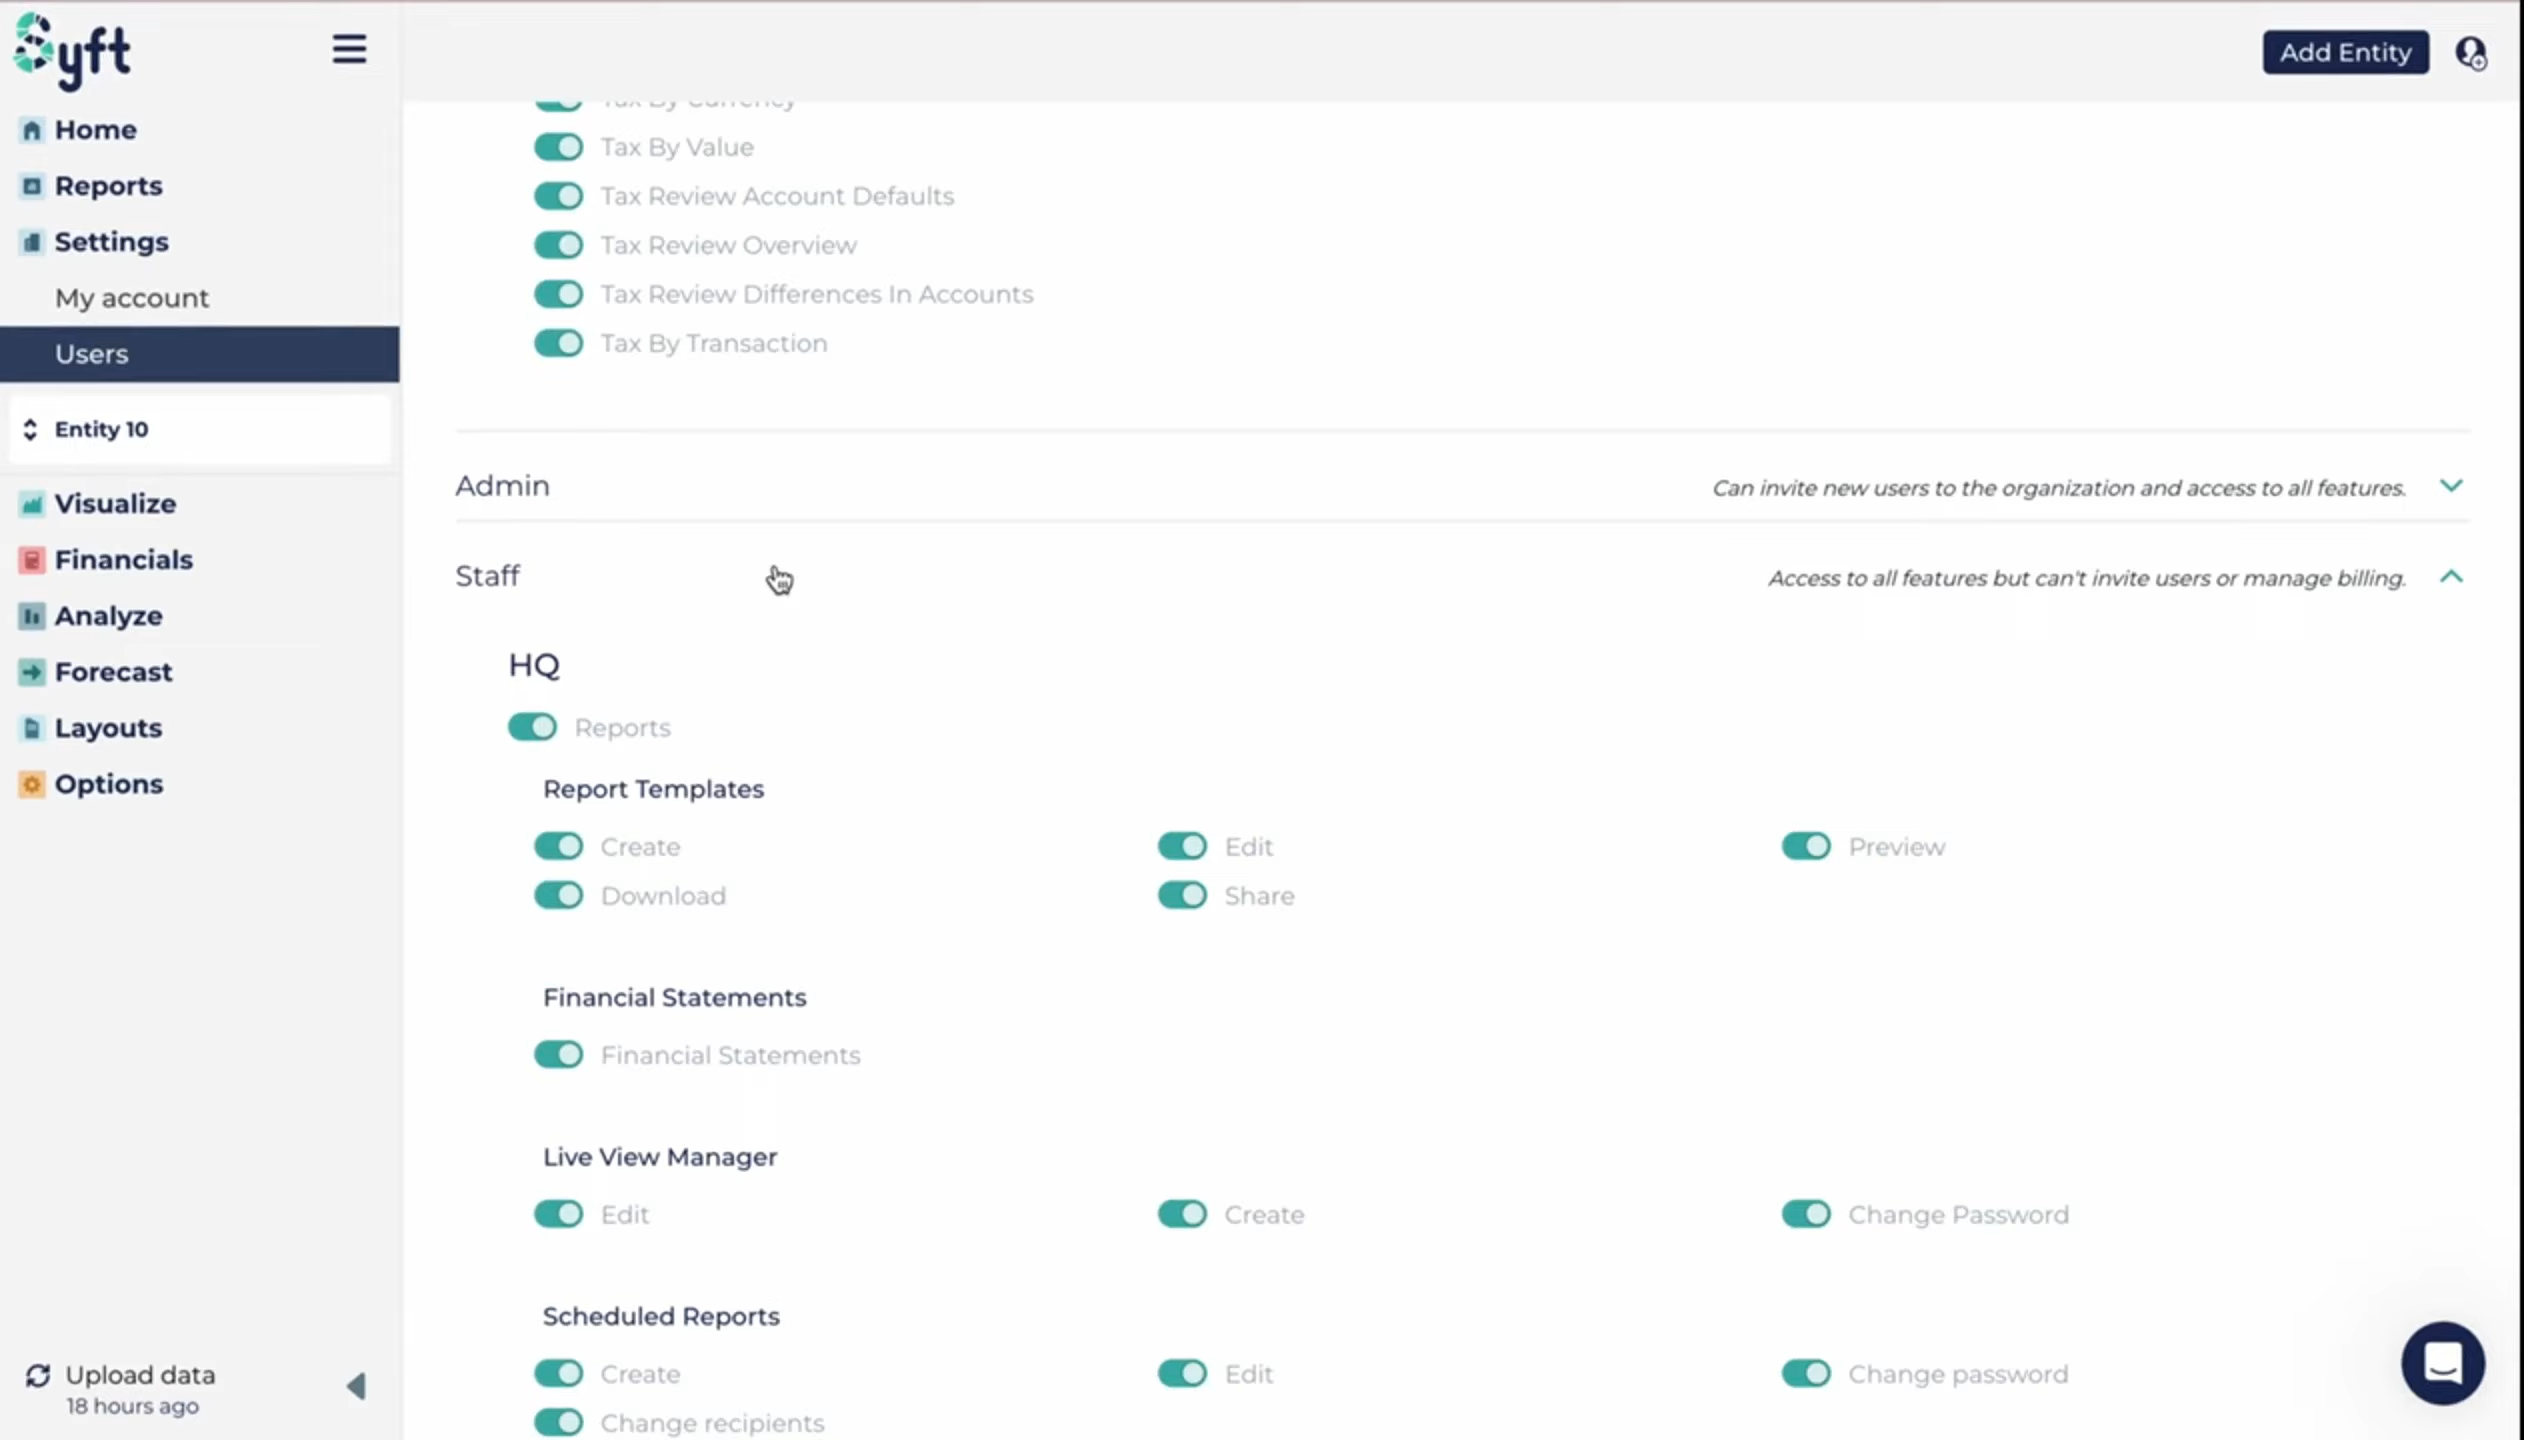 Syft
Add Entity
Home
Reports
Settings
My account
Users
Entity 10
Visualize
Financials
Analyze
Forecast
Layouts
Options
Upload data
18 hours ago
Tax By Currency
Tax By Value
Tax Review Account Defaults
Tax Review Overview
Tax Review Differences In Accounts
Tax By Transaction
Admin
Can invite new users to the organization and access to all features.
Staff
Access to all features but can't invite users or manage billing.
HQ
Reports
Report Templates
Create
Edit
Preview
Download
Share
Financial Statements
Financial Statements
Live View Manager
Edit
Create
Change Password
Scheduled Reports
Create
Edit
Change password
Change recipients